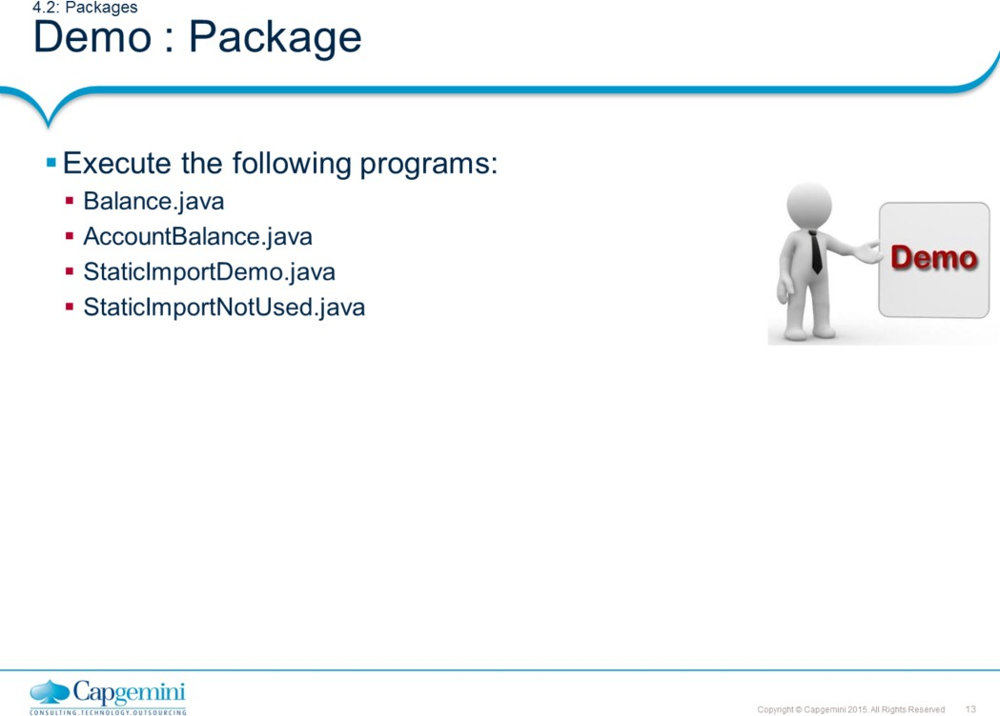 4.2: Packages
Demo : Package
Execute the following programs:
Balance.java
AccountBalance.java
StaticImportDemo.java
StaticImportNotUsed.java
Demo
Capgemini
CONSULTING.TECHNOLOGY.OUTSOURCING
Copyright © Capgemini 2015. All Rights Reserved 13